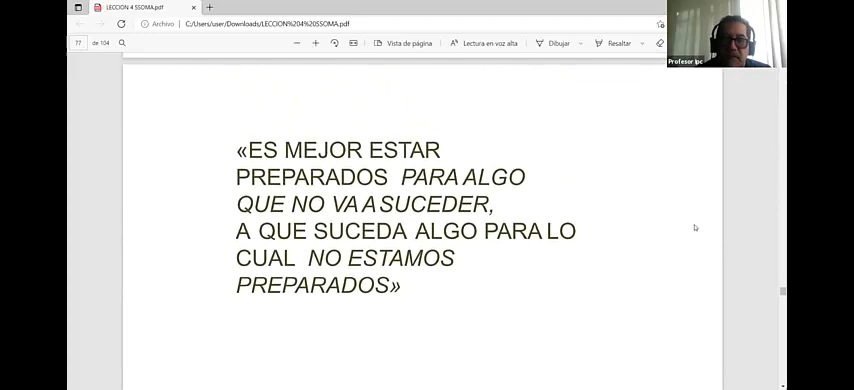 LECCION 4 SSOMA.pdf
Archivo
C:/Users/user/Downloads/LECCION%204%20SSOMA.pdf
77 de 104
Vista de página
Lectura en voz alta
Dibujar
Resaltar
Profesor Ipc
«ES MEJOR ESTAR
PREPARADOS PARA ALGO
QUE NO VA A SUCEDER,
A QUE SUCEDA ALGO PARA LO
CUAL NO ESTAMOS
PREPARADOS»